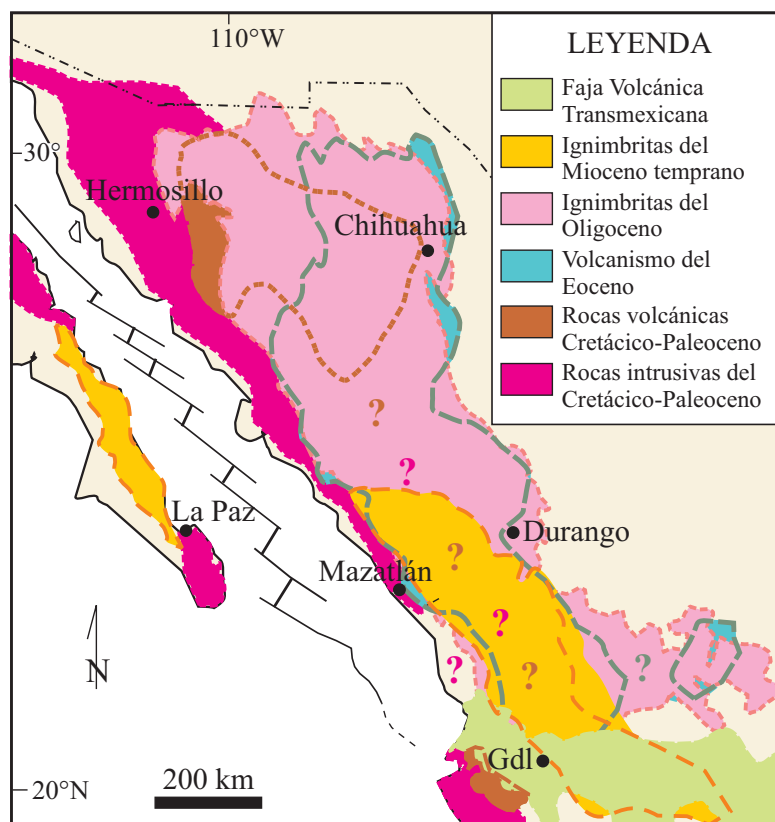 110°W
LEYENDA
Faja Volcánica
Transmexicana
Ignimbritas del
Mioceno temprano
Ignimbritas del
Oligoceno
Volcanismo del
Eoceno
Rocas volcánicas
Cretácico-Paleoceno
Rocas intrusivas del
Cretácico-Paleoceno
30°
Hermosillo
Chihuahua
?
?
La Paz
Durango
?
Mazatlán
?
?
?
?
N
Gdl
20°N
200 km